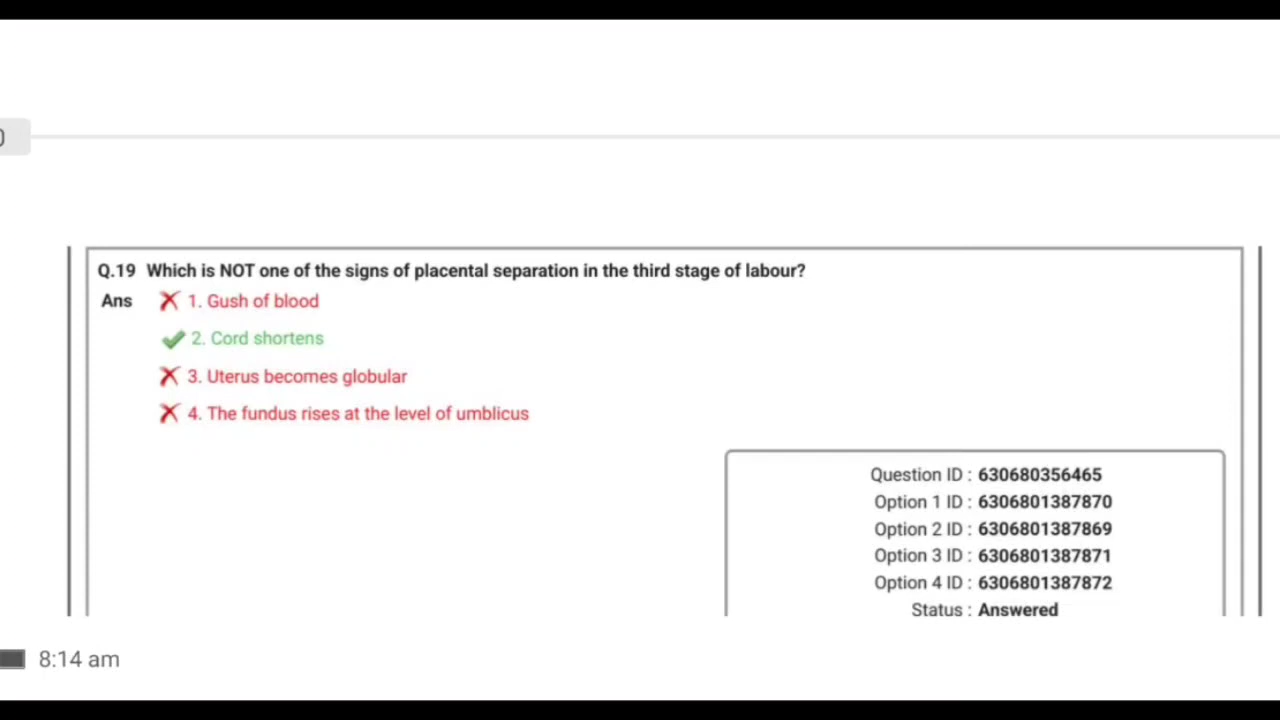 Q.19 Which is NOT one of the signs of placental separation in the third stage of labour?
Ans 1. Gush of blood
2. Cord shortens
3. Uterus becomes globular
4. The fundus rises at the level of umblicus
Question ID : 630680356465
Option 1 ID : 6306801387870
Option 2 ID : 6306801387869
Option 3 ID : 6306801387871
Option 4 ID : 6306801387872
Status : Answered
8:14 am